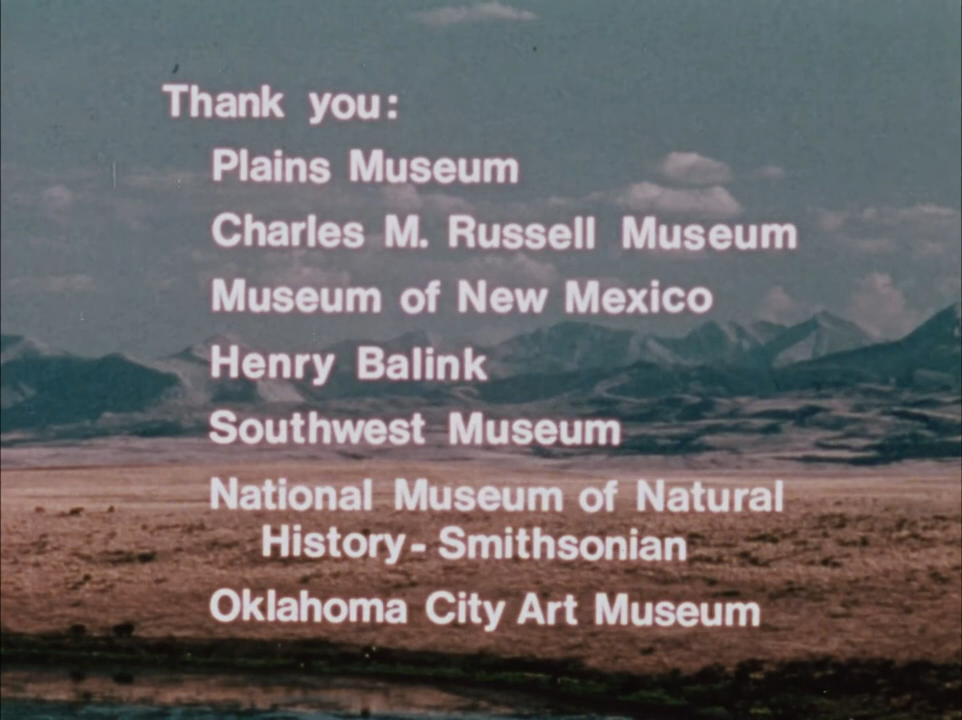 Thank you:
Plains Museum
Charles M. Russell Museum
Museum of New Mexico
Henry Balink
Southwest Museum
National Museum of Natural
History- Smithsonian
Oklahoma City Art Museum